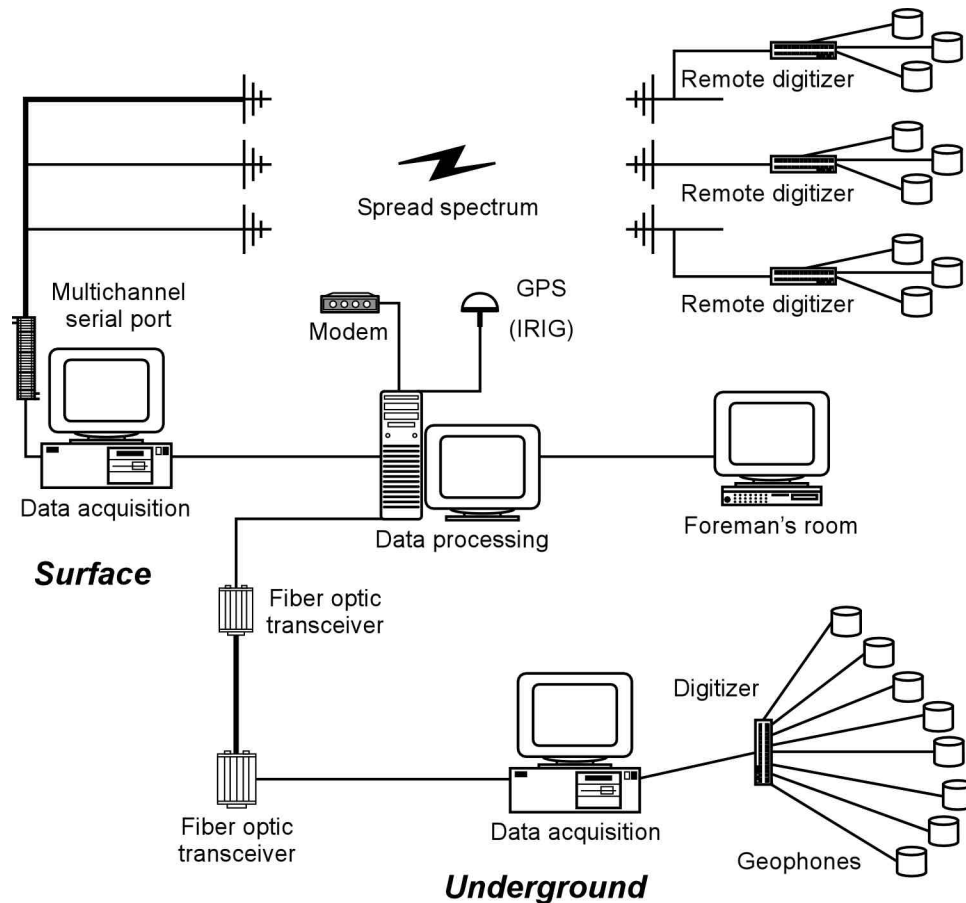 Remote digitizer
Remote digitizer
Spread spectrum
Remote digitizer
Multichannel
serial port
Modem
GPS
(IRIG)
Data acquisition
Data processing
Foreman's room
Surface
Fiber optic
transceiver
Digitizer
Fiber optic
transceiver
Data acquisition
Geophones
Underground